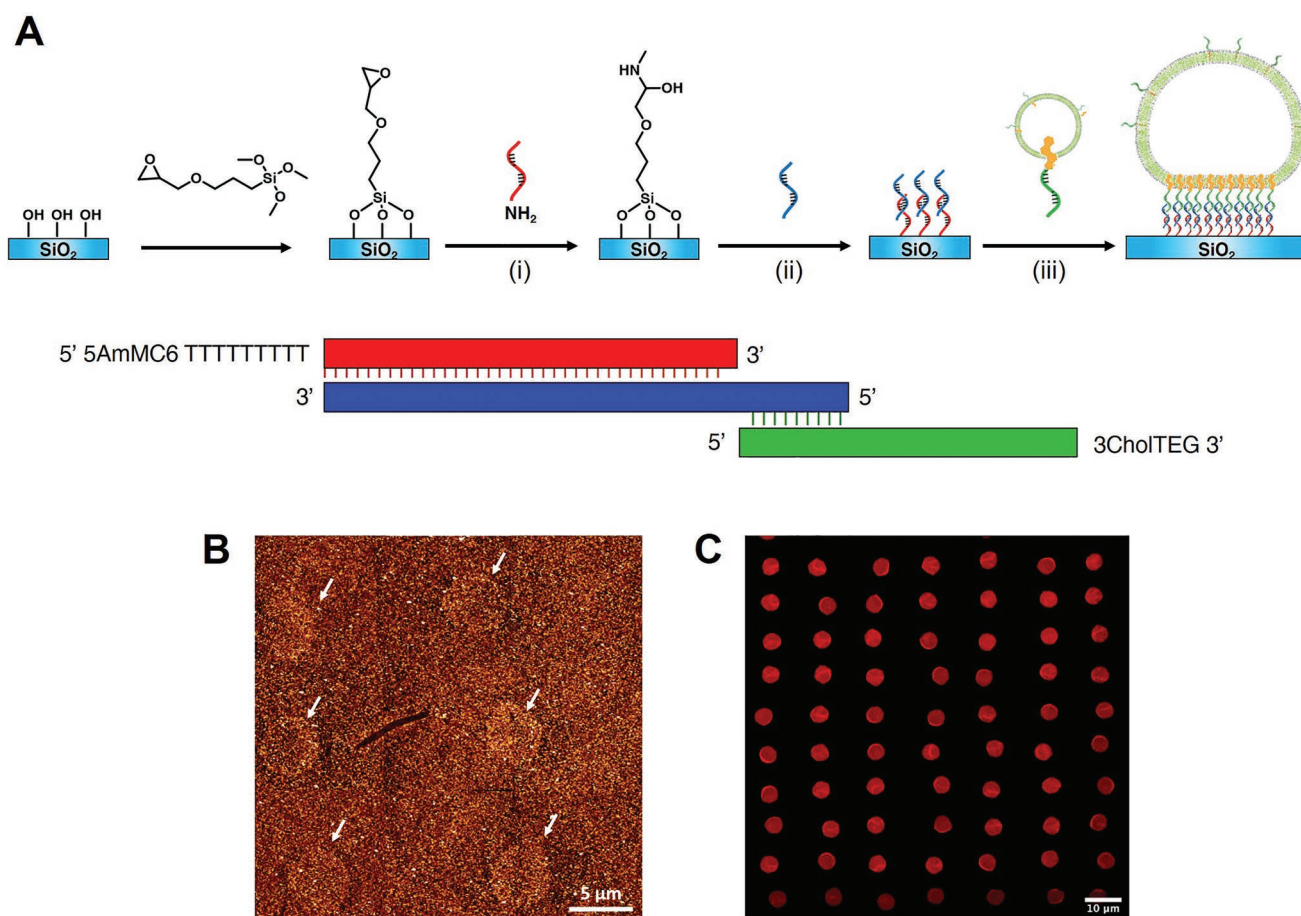 A
O
O
O
Si
O
O
O
OH OH OH
SiO2
O
O
Si
O O O
SiO2
NH2
(i)
HN
OH
O
Si
O O O
SiO2
(ii)
SiO2
(iii)
SiO2
5’ 5AmMC6 TTTTTTTTT
3’
3’
5’
5’
3CholTEG 3’
B
5 µm
C
10 µm